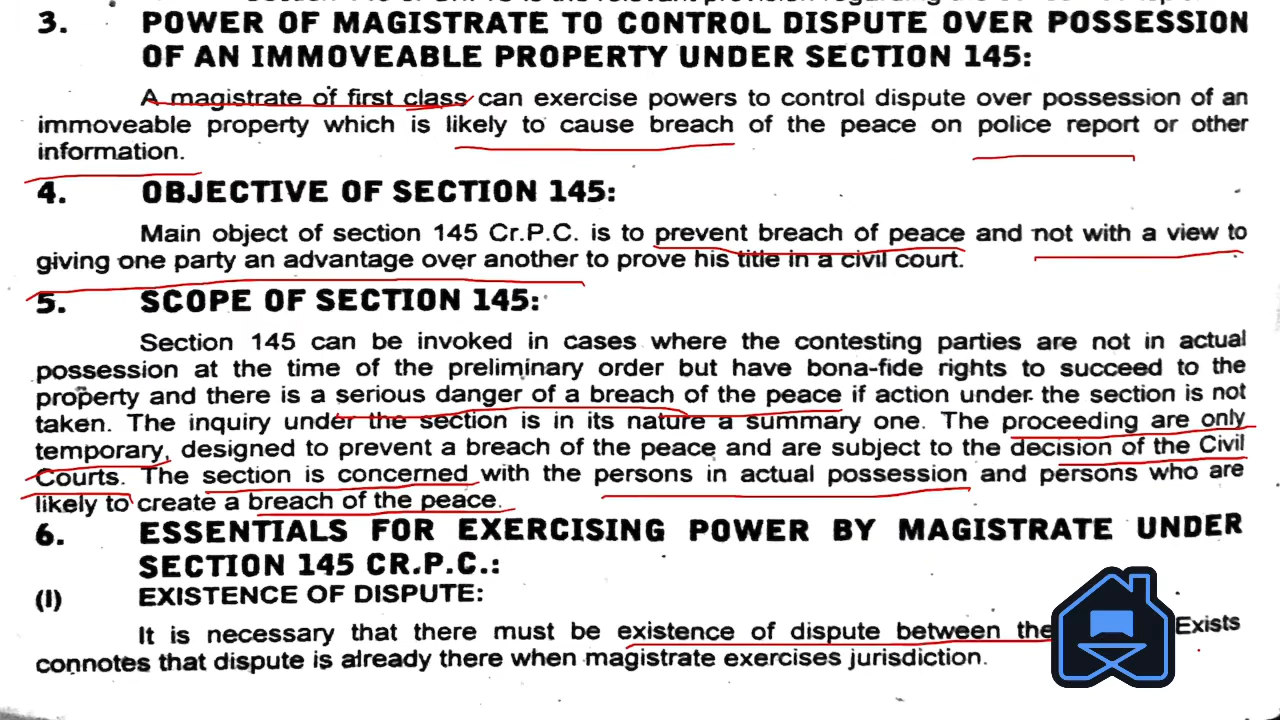 3. POWER OF MAGISTRATE TO CONTROL DISPUTE OVER POSSESSION
OF AN IMMOVEABLE PROPERTY UNDER SECTION 145:
A magistrate of first class can exercise powers to control dispute over possession of an
immoveable property which is likely to cause breach of the peace on police report or other
information.
4. OBJECTIVE OF SECTION 145:
Main object of section 145 Cr.P.C. is to prevent breach of peace and not with a view to
giving one party an advantage over another to prove his title in a civil court.
5. SCOPE OF SECTION 145:
Section 145 can be invoked in cases where the contesting parties are not in actual
possession at the time of the preliminary order but have bona-fide rights to succeed to the
property and there is a serious danger of a breach of the peace if action under the section is not
taken. The inquiry under the section is in its nature a summary one. The proceeding are only
temporary, designed to prevent a breach of the peace and are subject to the decision of the Civil
Courts. The section is concerned with the persons in actual possession and persons who are
likely to create a breach of the peace.
6. ESSENTIALS FOR EXERCISING POWER BY MAGISTRATE UNDER
SECTION 145 CR.P.C.:
(I) EXISTENCE OF DISPUTE:
It is necessary that there must be existence of dispute between the Exists
connotes that dispute is already there when magistrate exercises jurisdiction.